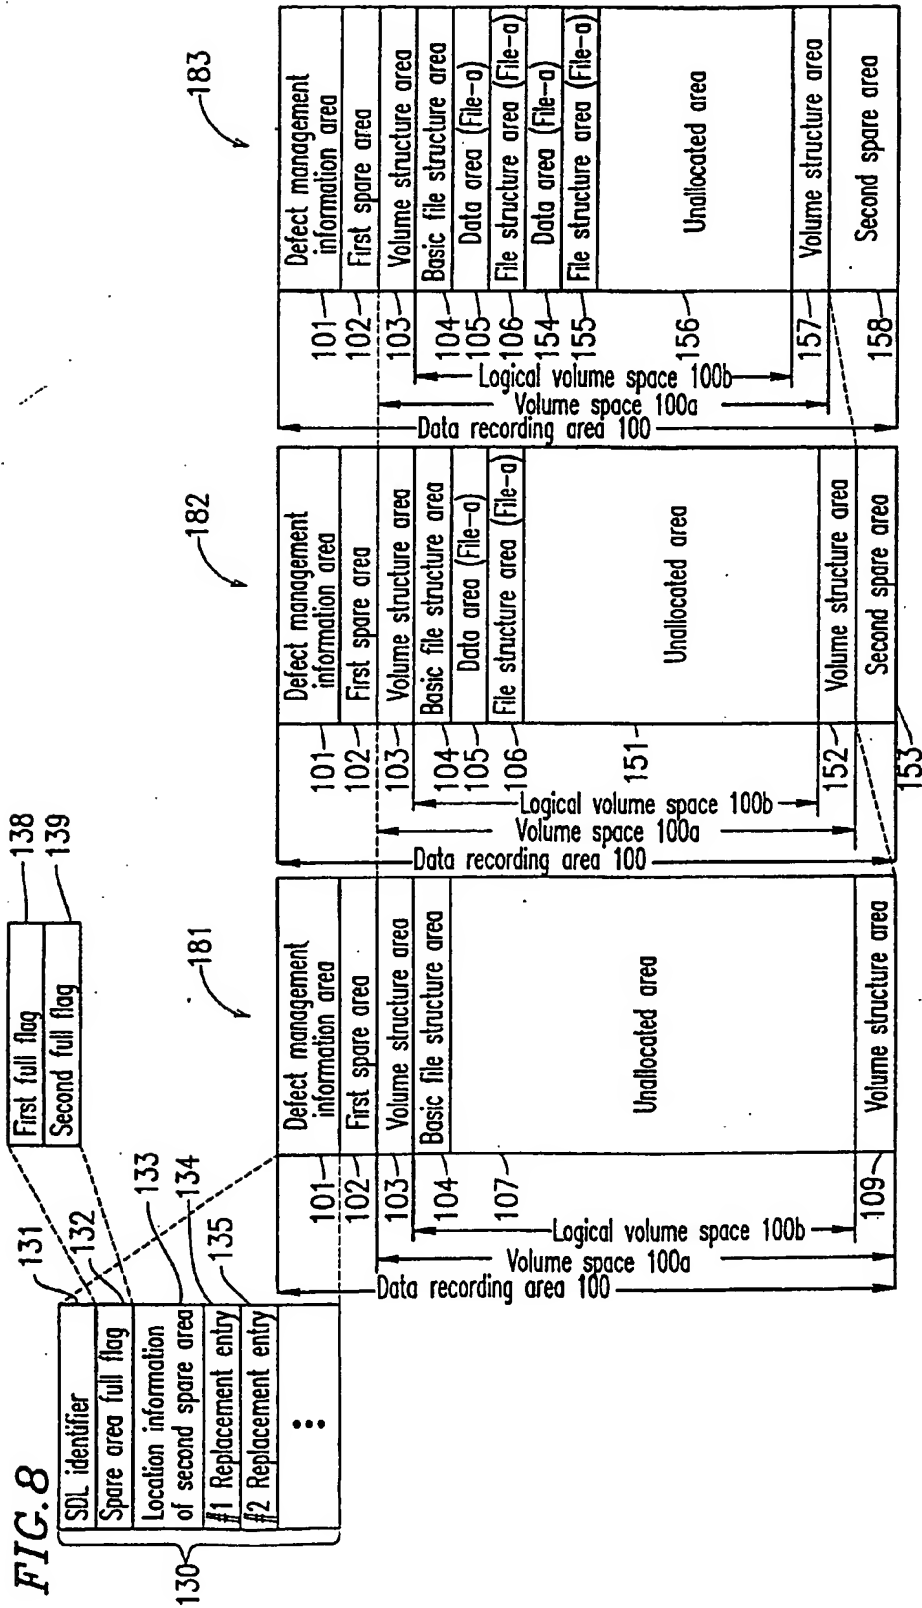 FIG.8
130
SDL identifier
Spare area full flag
Location information
of second spare area
#1 Replacement entry
#2 Replacement entry
131
132
133
134
135
First full flag
Second full flag
138
139
181
Defect management
information area
First spare area
Volume structure area
Basic file structure area
Unallocated area
Volume structure area
101
102
103
104
107
109
Logical volume space 100b
Volume space 100a
Data recording area 100
182
Defect management
information area
First spare area
Volume structure area
Basic file structure area
Data area (File-a)
File structure area (File-a)
Unallocated area
Volume structure area
Second spare area
101
102
103
104
105
106
151
152
153
Logical volume space 100b
Volume space 100a
Data recording area 100
183
Defect management
information area
First spare area
Volume structure area
Basic file structure area
Data area (File-a)
File structure area (File-a)
Data area (File-a)
File structure area (File-a)
Unallocated area
Volume structure area
Second spare area
101
102
103
104
105
106
154
155
156
157
158
Logical volume space 100b
Volume space 100a
Data recording area 100